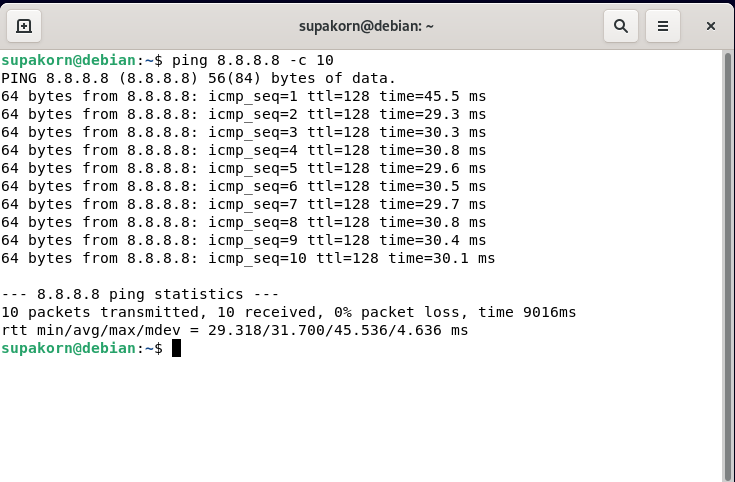 supakorn@debian: ~
supakorn@debian:~$ ping 8.8.8.8 -c 10
PING 8.8.8.8 (8.8.8.8) 56(84) bytes of data.
64 bytes from 8.8.8.8: icmp_seq=1 ttl=128 time=45.5 ms
64 bytes from 8.8.8.8: icmp_seq=2 ttl=128 time=29.3 ms
64 bytes from 8.8.8.8: icmp_seq=3 ttl=128 time=30.3 ms
64 bytes from 8.8.8.8: icmp_seq=4 ttl=128 time=30.8 ms
64 bytes from 8.8.8.8: icmp_seq=5 ttl=128 time=29.6 ms
64 bytes from 8.8.8.8: icmp_seq=6 ttl=128 time=30.5 ms
64 bytes from 8.8.8.8: icmp_seq=7 ttl=128 time=29.7 ms
64 bytes from 8.8.8.8: icmp_seq=8 ttl=128 time=30.8 ms
64 bytes from 8.8.8.8: icmp_seq=9 ttl=128 time=30.4 ms
64 bytes from 8.8.8.8: icmp_seq=10 ttl=128 time=30.1 ms

--- 8.8.8.8 ping statistics ---
10 packets transmitted, 10 received, 0% packet loss, time 9016ms
rtt min/avg/max/mdev = 29.318/31.700/45.536/4.636 ms
supakorn@debian:~$